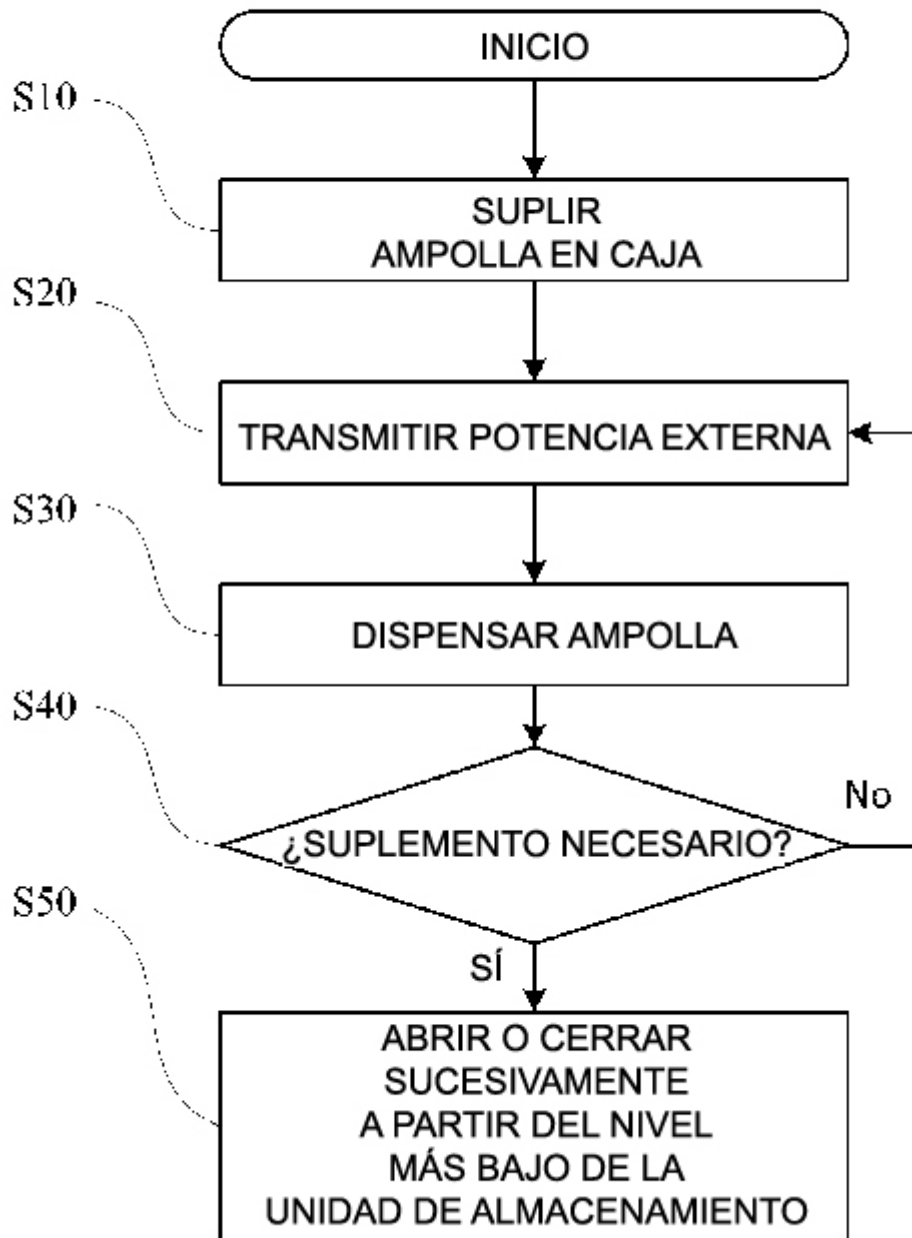 INICIO
S10
SUPLIR
AMPOLLA EN CAJA
S20
TRANSMITIR POTENCIA EXTERNA
S30
DISPENSAR AMPOLLA
S40
¿SUPLEMENTO NECESARIO?
No
SÍ
S50
ABRIR O CERRAR
SUCESIVAMENTE
A PARTIR DEL NIVEL
MÁS BAJO DE LA
UNIDAD DE ALMACENAMIENTO